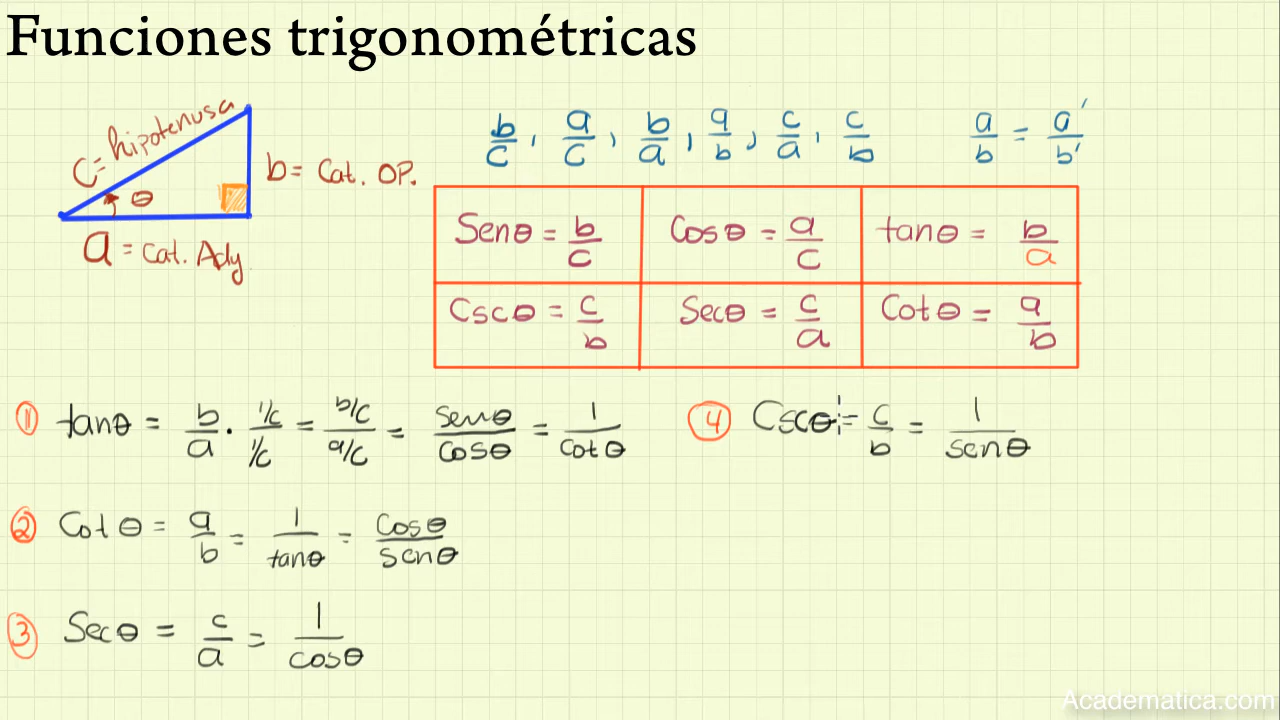 Funciones trigonométricas
c = hipotenusa
θ
b = Cat. OP.
a = Cat. Ady.
b/c, a/c, b/a, a/b, c/a, c/b
a/b = a'/b'
Senθ = b/c
Cosθ = a/c
tanθ = b/a
Cscθ = c/b
Secθ = c/a
Cotθ = a/b
① tanθ = b/a · 1/c / 1/c = b/c / a/c = senθ/cosθ = 1/cotθ
② Cotθ = a/b = 1/tanθ = cosθ/senθ
③ Secθ = c/a = 1/cosθ
④ Cscθ = c/b = 1/senθ
Academatica.com